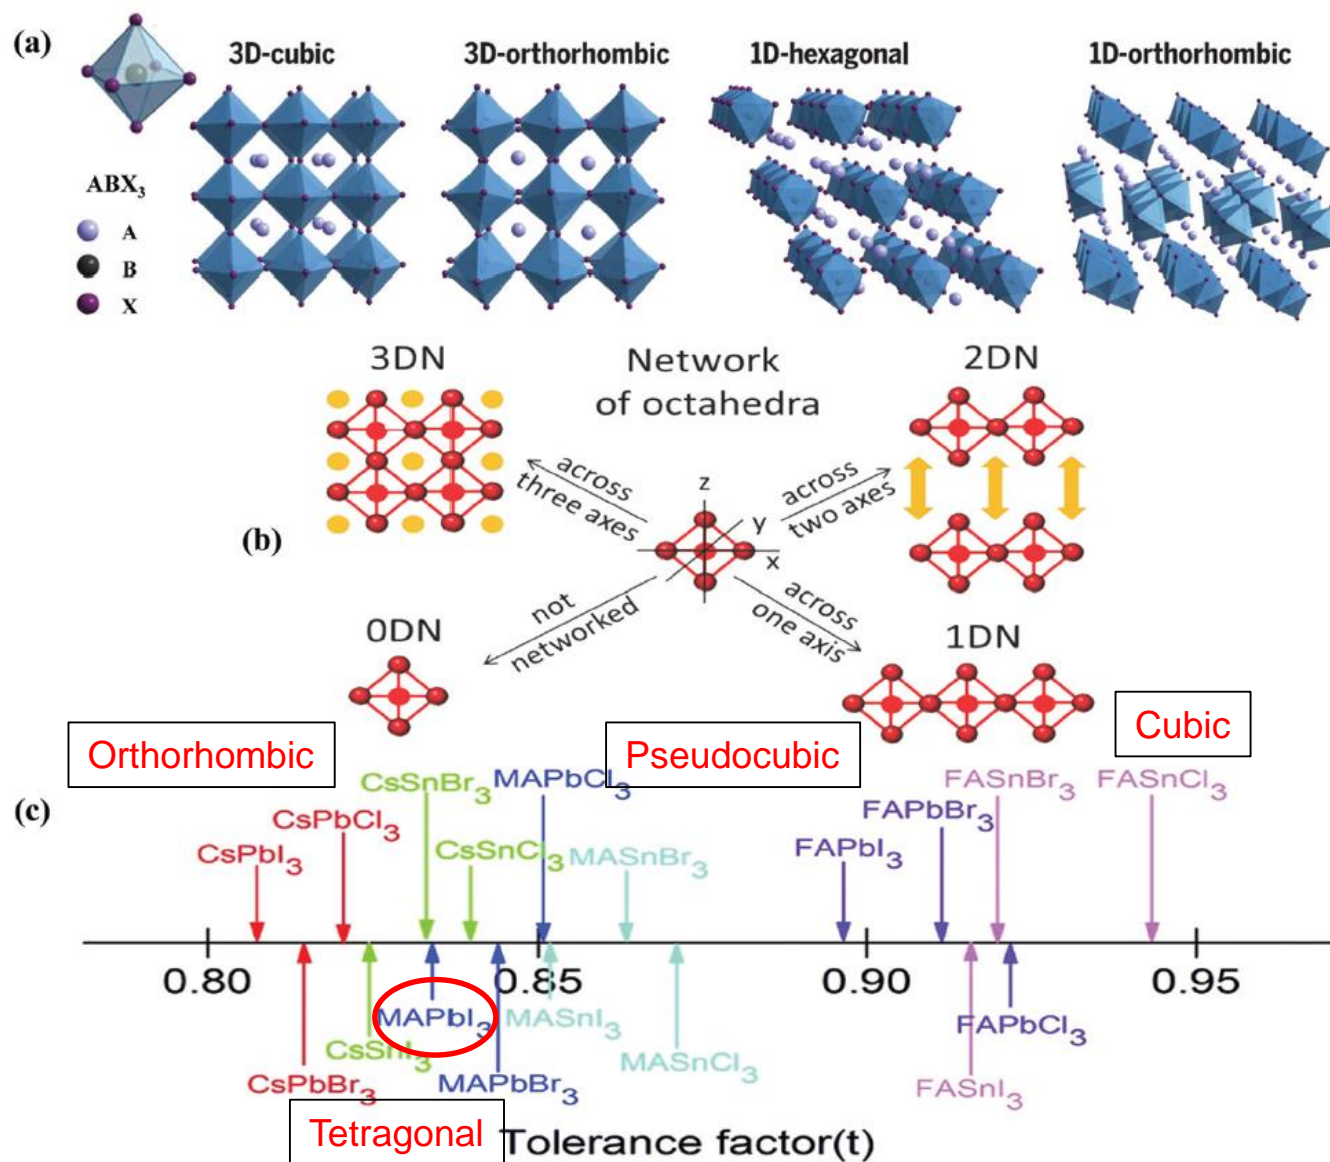 (a)
3D-cubic
3D-orthorhombic
1D-hexagonal
1D-orthorhombic
ABX₃
A
B
X
3DN
Network
of octahedra
2DN
across
three axes
across
two axes
z
y
x
(b)
not
networked
across
one axis
0DN
1DN
Orthorhombic
Pseudocubic
Cubic
(c)
CsSnBr₃
MAPbCl₃
FASnBr₃
FASnCl₃
CsPbCl₃
FAPbBr₃
CsPbI₃
CsSnCl₃
MASnBr₃
FAPbI₃
0.80
0.85
0.90
0.95
MAPbI₃
MASnI₃
FAPbCl₃
CsSnI₃
MASnCl₃
CsPbBr₃
MAPbBr₃
FASnI₃
Tetragonal
Tolerance factor(t)